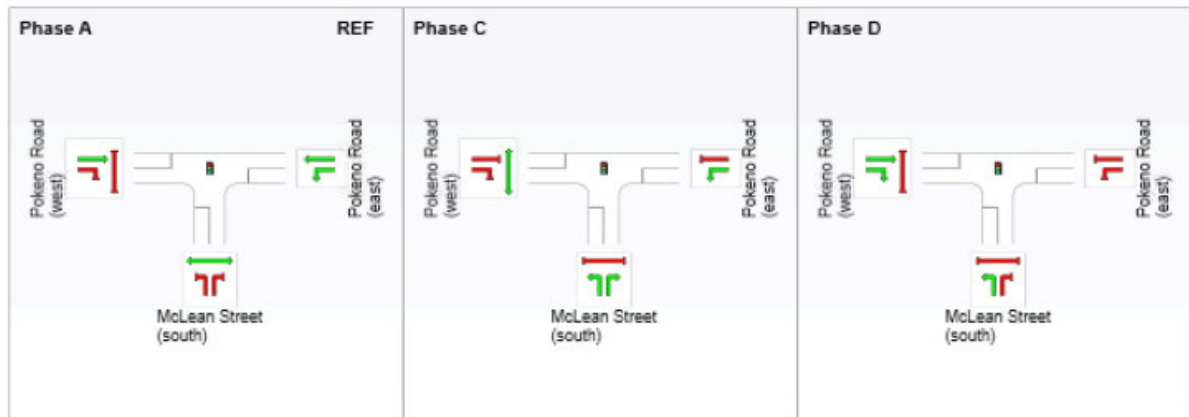 Phase A
REF
Pokeno Road
(west)
Pokeno Road
(east)
McLean Street
(south)
Phase C
Pokeno Road
(west)
Pokeno Road
(east)
McLean Street
(south)
Phase D
Pokeno Road
(west)
Pokeno Road
(east)
McLean Street
(south)